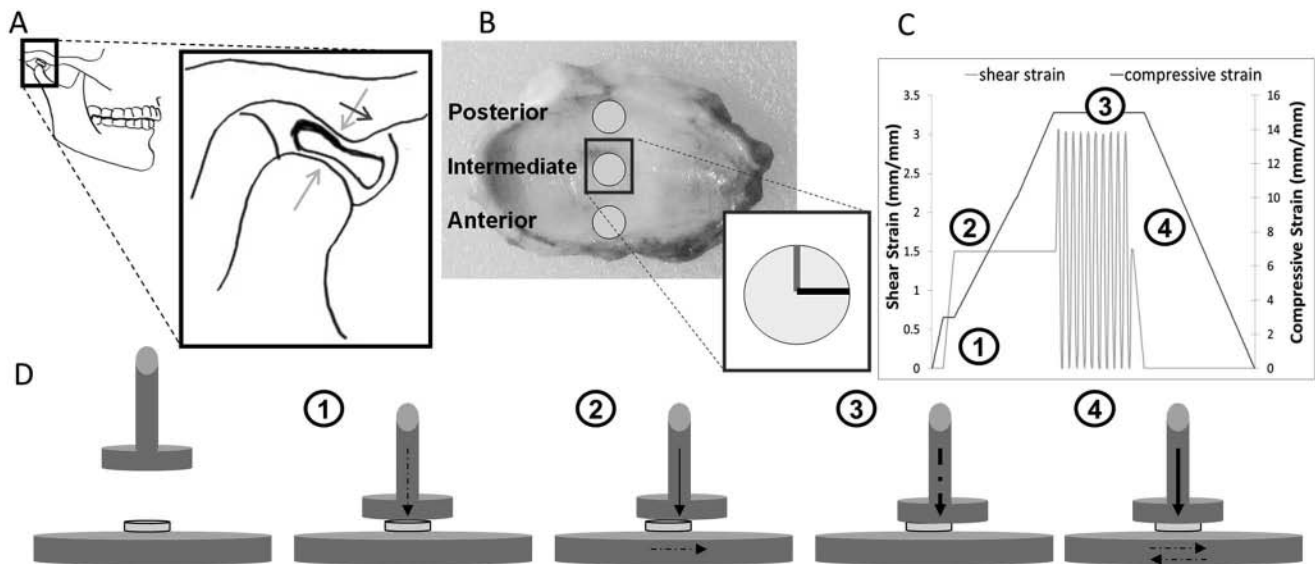 A
B
Posterior
Intermediate
Anterior
C
shear strain compressive strain
3.5
3
2.5
2
1.5
1
0.5
0
Shear Strain (mm/mm)
16
14
12
10
8
6
4
2
0
Compressive Strain (mm/mm)
1
2
3
4
D
1
2
3
4